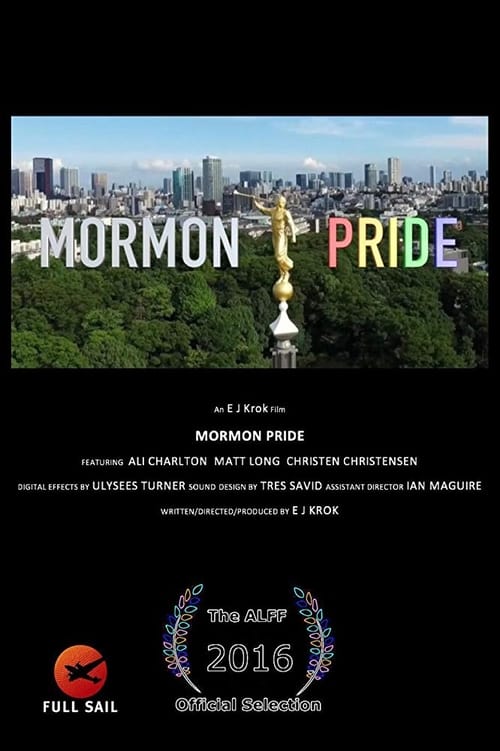 MORMON PRIDE
An E J Krok Film
MORMON PRIDE
FEATURING ALI CHARLTON MATT LONG CHRISTEN CHRISTENSEN
DIGITAL EFFECTS BY ULYSEES TURNER SOUND DESIGN BY TRES SAVID ASSISTANT DIRECTOR IAN MAGUIRE
WRITTEN/DIRECTED/PRODUCED BY E J KROK
The ALFF
2016
Official Selection
FULL SAIL